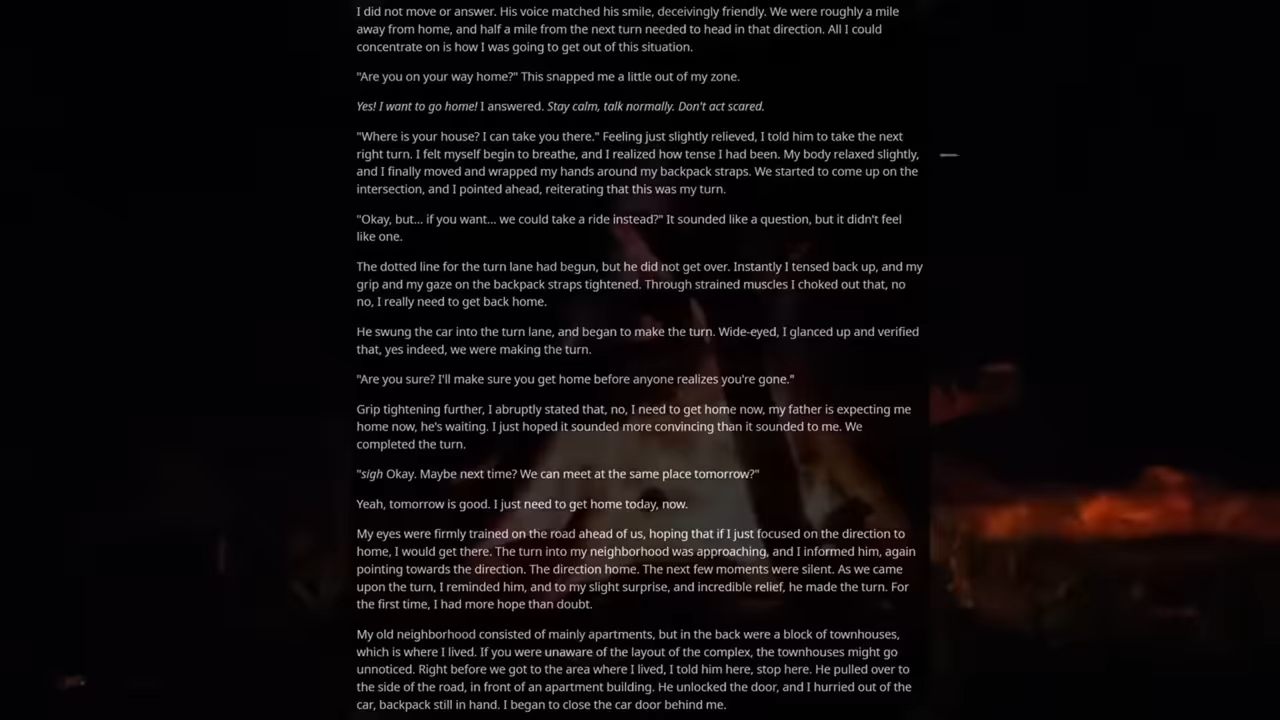 I did not move or answer. His voice matched his smile, deceivingly friendly. We were roughly a mile
away from home, and half a mile from the next turn needed to head in that direction. All I could
concentrate on is how I was going to get out of this situation.
"Are you on your way home?" This snapped me a little out of my zone.
Yes! I want to go home! I answered. Stay calm, talk normally. Don't act scared.
"Where is your house? I can take you there." Feeling just slightly relieved, I told him to take the next
right turn. I felt myself begin to breathe, and I realized how tense I had been. My body relaxed slightly,
and I finally moved and wrapped my hands around my backpack straps. We started to come up on the
intersection, and I pointed ahead, reiterating that this was my turn.
"Okay, but... if you want... we could take a ride instead?" It sounded like a question, but it didn't feel
like one.
The dotted line for the turn lane had begun, but he did not get over. Instantly I tensed back up, and my
grip and my gaze on the backpack straps tightened. Through strained muscles I choked out that, no
no, I really need to get back home.
He swung the car into the turn lane, and began to make the turn. Wide-eyed, I glanced up and verified
that, yes indeed, we were making the turn.
"Are you sure? I'll make sure you get home before anyone realizes you're gone."
Grip tightening further, I abruptly stated that, no, I need to get home now, my father is expecting me
home now, he's waiting. I just hoped it sounded more convincing than it sounded to me. We
completed the turn.
"sigh Okay. Maybe next time? We can meet at the same place tomorrow?"
Yeah, tomorrow is good. I just need to get home today, now.
My eyes were firmly trained on the road ahead of us, hoping that if I just focused on the direction to
home, I would get there. The turn into my neighborhood was approaching, and I informed him, again
pointing towards the direction. The direction home. The next few moments were silent. As we came
upon the turn, I reminded him, and to my slight surprise, and incredible relief, he made the turn. For
the first time, I had more hope than doubt.
My old neighborhood consisted of mainly apartments, but in the back were a block of townhouses,
which is where I lived. If you were unaware of the layout of the complex, the townhouses might go
unnoticed. Right before we got to the area where I lived, I told him here, stop here. He pulled over to
the side of the road, in front of an apartment building. He unlocked the door, and I hurried out of the
car, backpack still in hand. I began to close the car door behind me.